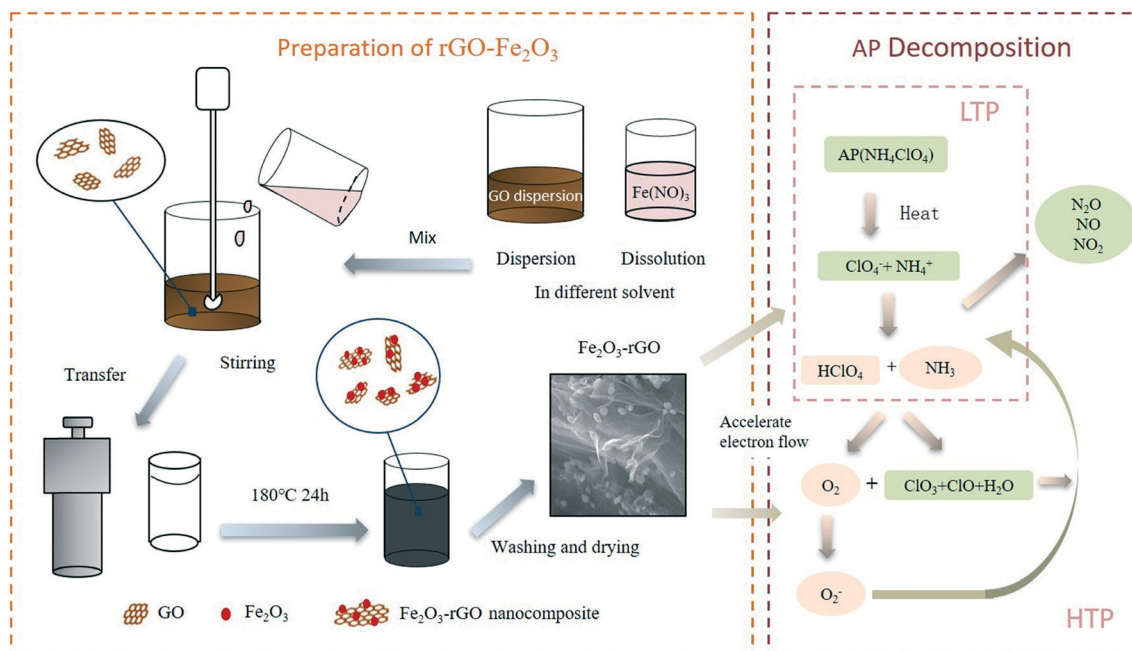 Preparation of rGO-Fe₂O₃
GO dispersion
Fe(NO)₃
Mix
Dispersion
Dissolution
In different solvent
Stirring
Transfer
180℃ 24h
Washing and drying
Fe₂O₃-rGO
GO
Fe₂O₃
Fe₂O₃-rGO nanocomposite
Accelerate
electron flow
AP Decomposition
LTP
AP(NH₄ClO₄)
Heat
ClO₄⁻+ NH₄⁺
N₂O
NO
NO₂
HClO₄ + NH₃
O₂ + ClO₃+ClO+H₂O
O₂⁻
HTP